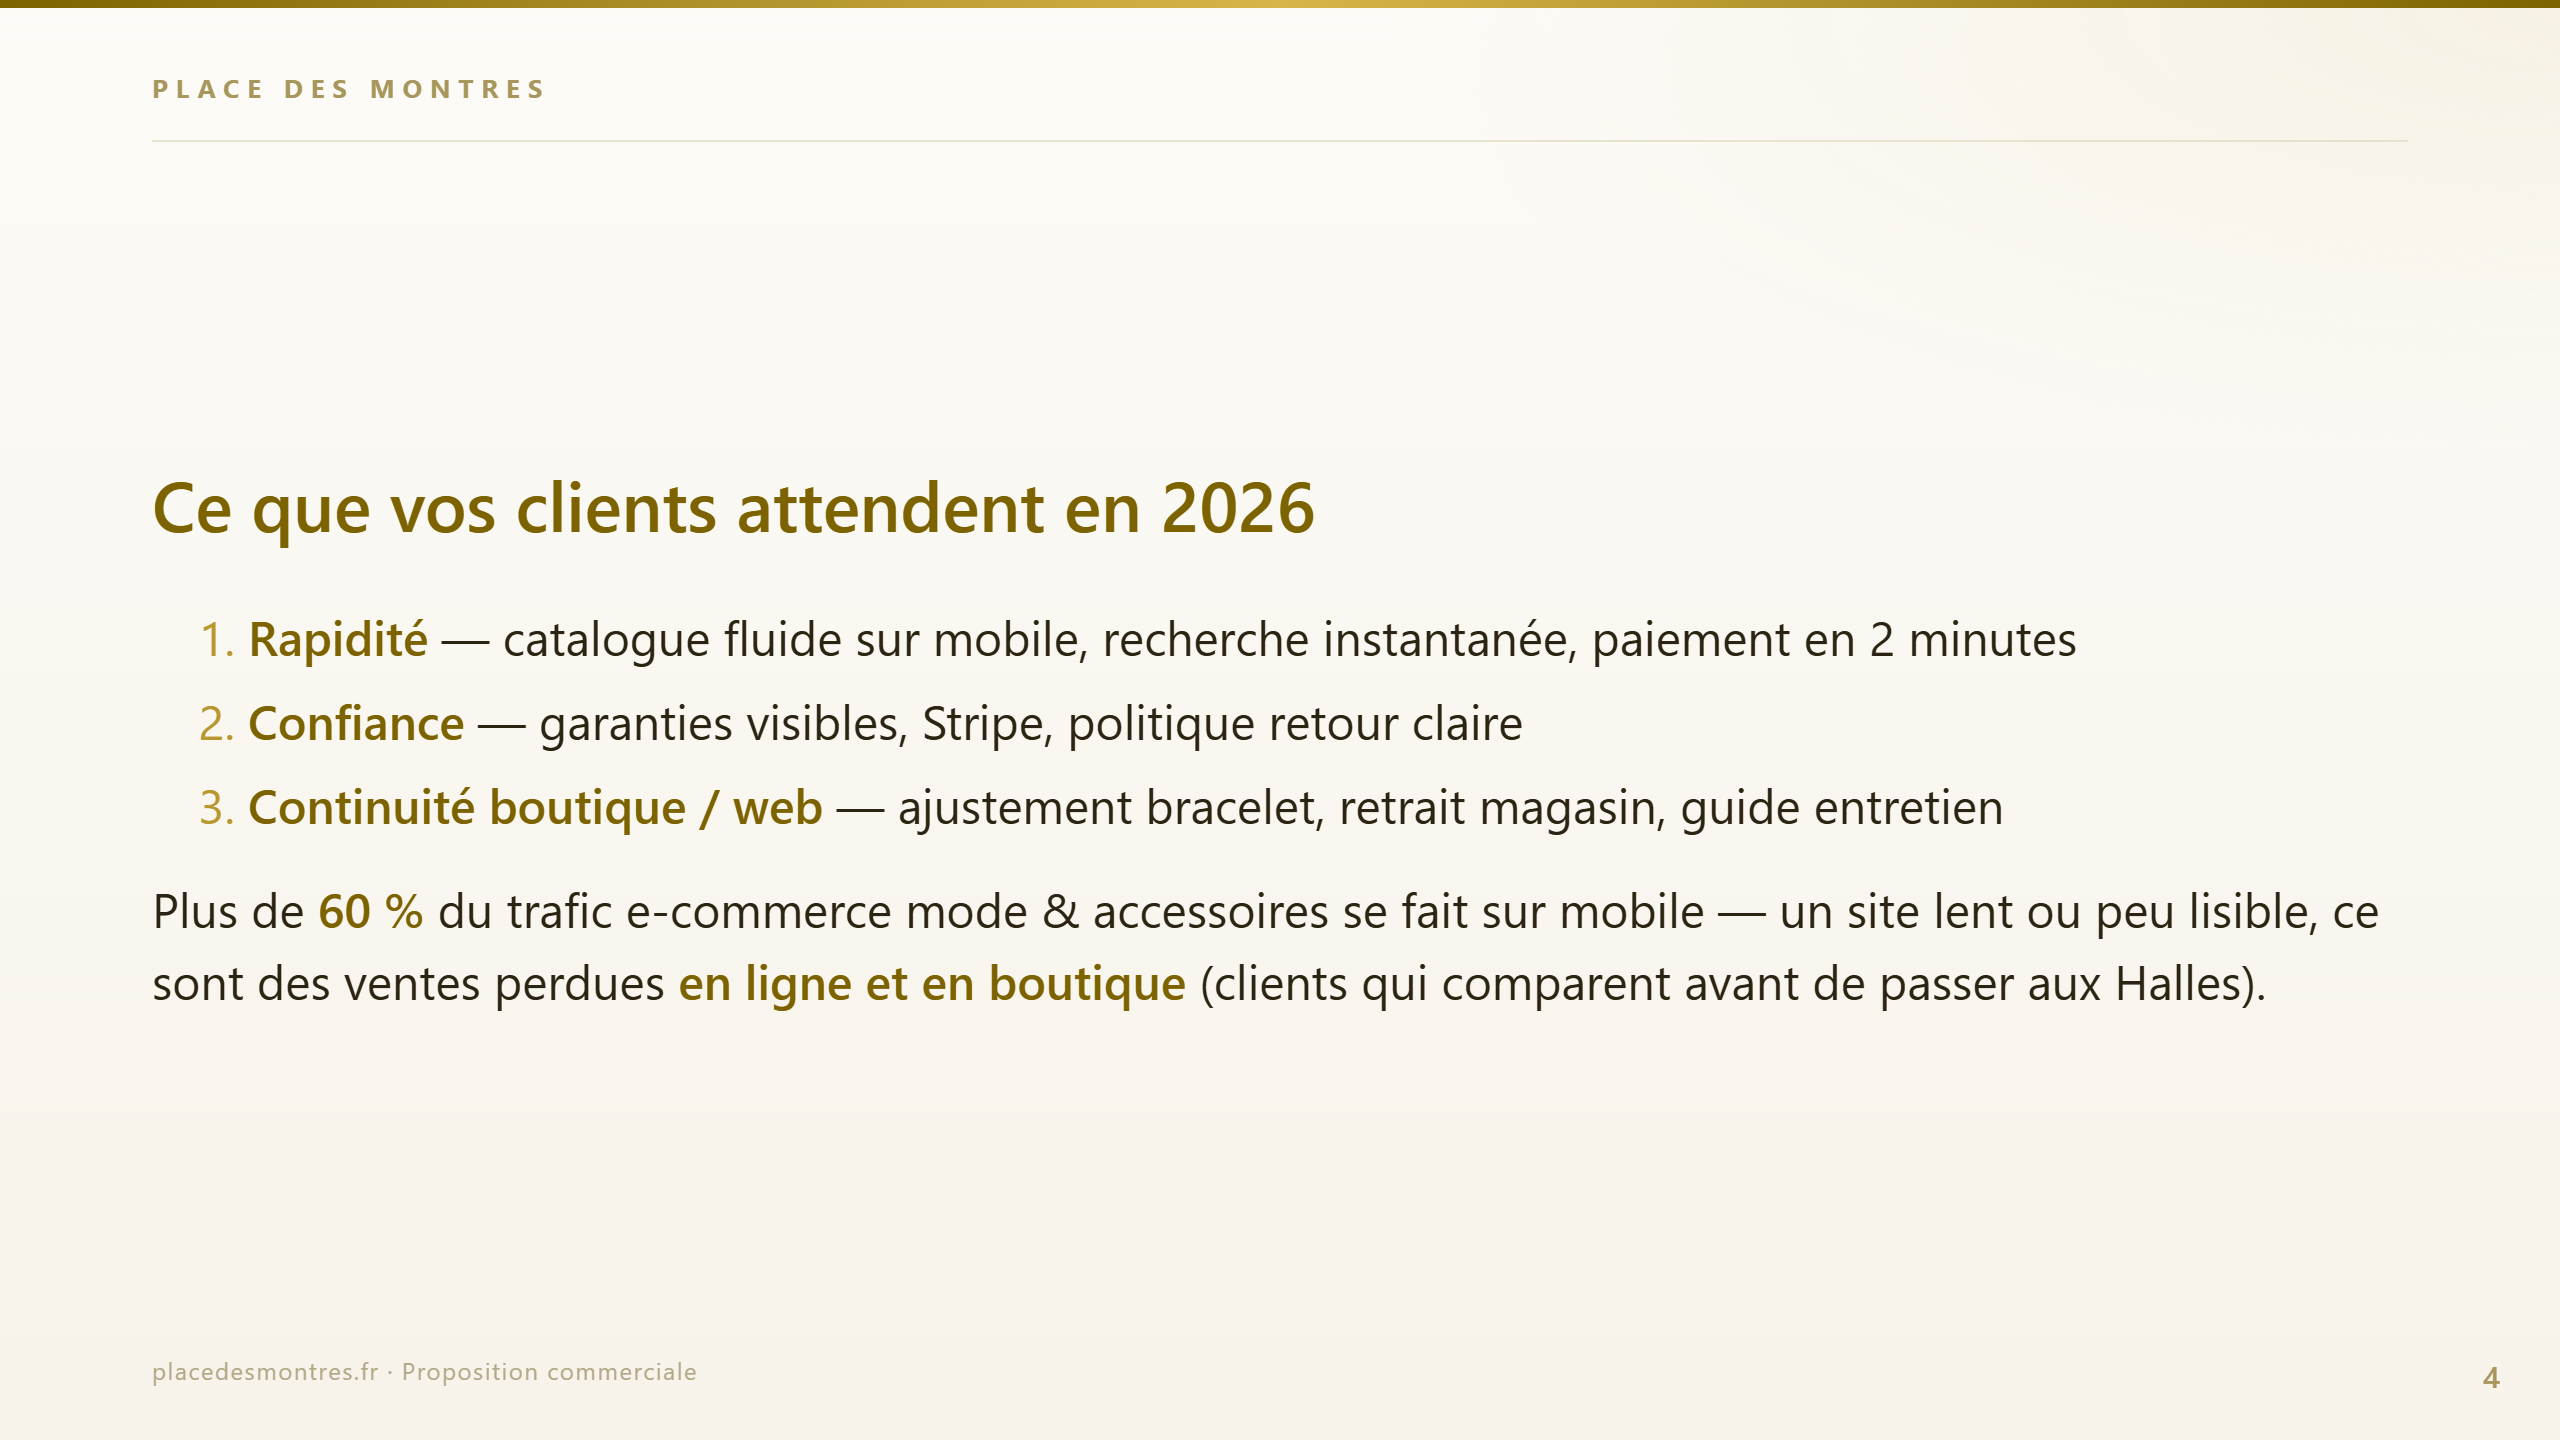 PLACE DES MONTRES
Ce que vos clients attendent en 2026
1. Rapidité — catalogue fluide sur mobile, recherche instantanée, paiement en 2 minutes
2. Confiance — garanties visibles, Stripe, politique retour claire
3. Continuité boutique / web — ajustement bracelet, retrait magasin, guide entretien
Plus de 60 % du trafic e-commerce mode & accessoires se fait sur mobile — un site lent ou peu lisible, ce
sont des ventes perdues en ligne et en boutique (clients qui comparent avant de passer aux Halles).
placedesmontres.fr · Proposition commerciale
4